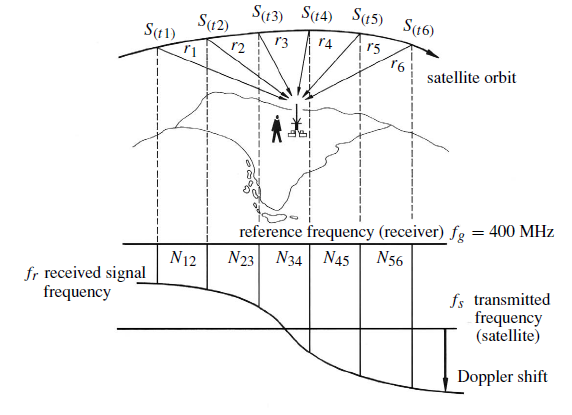 S(t1) S(t2) S(t3) S(t4) S(t5) S(t6)
r1 r2 r3 r4 r5 r6
satellite orbit
reference frequency (receiver) fg = 400 MHz
N12 N23 N34 N45 N56
fr received signal
frequency
fs transmitted
frequency
(satellite)
Doppler shift